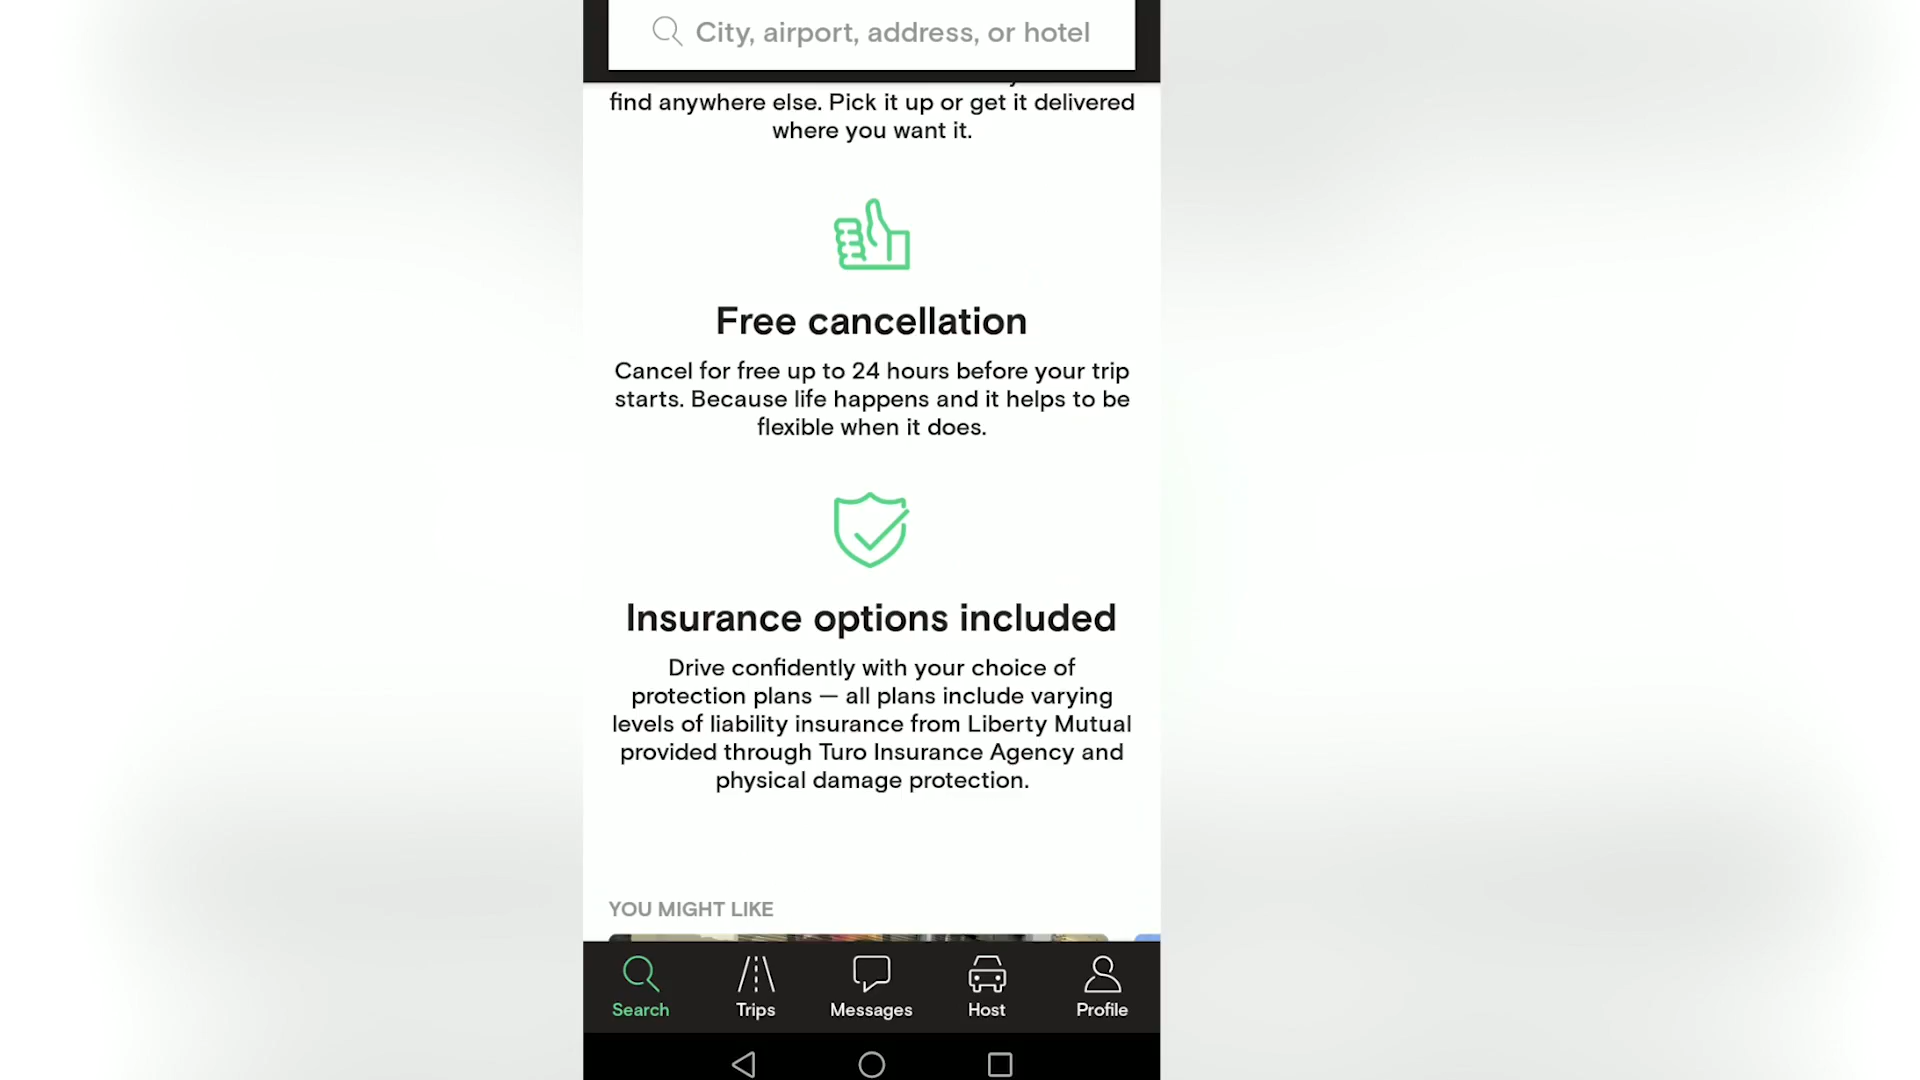 City, airport, address, or hotel
find anywhere else. Pick it up or get it delivered
where you want it.
Free cancellation
Cancel for free up to 24 hours before your trip
starts. Because life happens and it helps to be
flexible when it does.
Insurance options included
Drive confidently with your choice of
protection plans — all plans include varying
levels of liability insurance from Liberty Mutual
provided through Turo Insurance Agency and
physical damage protection.
YOU MIGHT LIKE
Search
Trips
Messages
Host
Profile